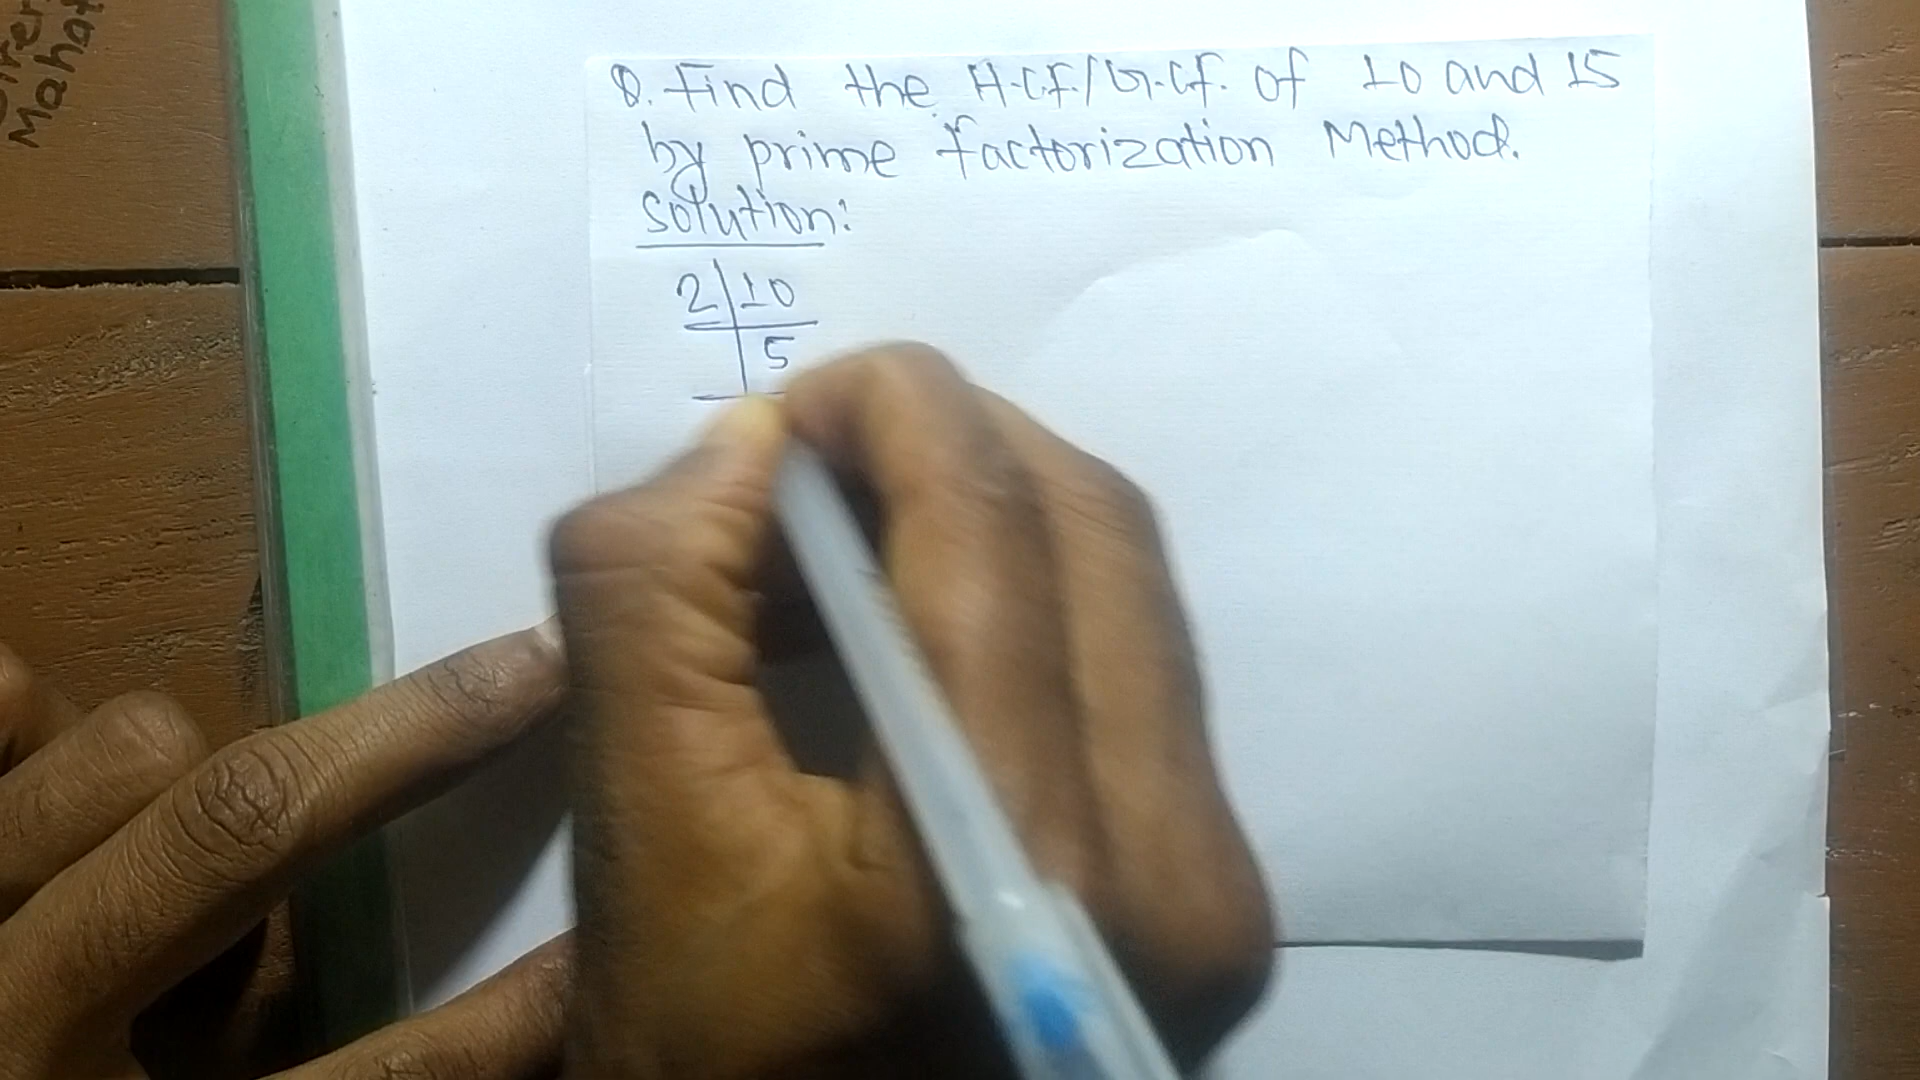 Q. Find the H.C.F./G.C.F. of 10 and 15
by prime factorization Method.
Solution:
2 10
5